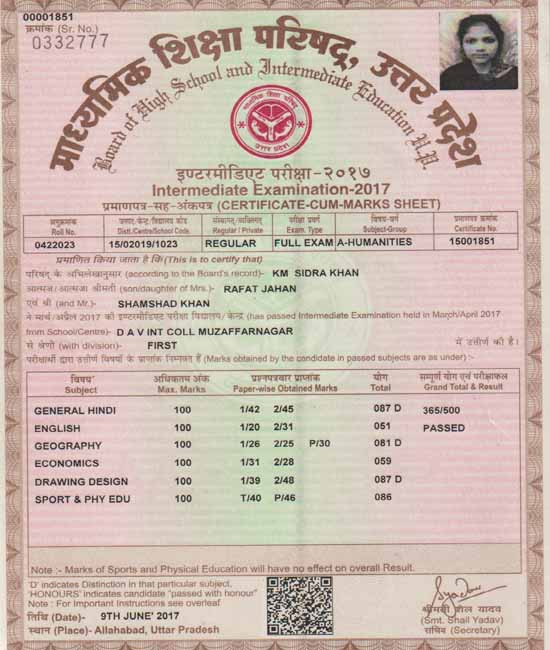 00001851
क्रमांक (Sr. No.)
0332777
माध्यमिक शिक्षा परिषद्, उत्तर प्रदेश
Board of High School and Intermediate Education U.P.
माध्यमिक शिक्षा परिषद्
उत्तर प्रदेश
इण्टरमीडिएट परीक्षा-२०१७
Intermediate Examination-2017
प्रमाणपत्र-सह-अंकपत्र (CERTIFICATE-CUM-MARKS SHEET)
अनुक्रमांक जनपद/केन्द्र/विद्यालय कोड संस्थागत/व्यक्तिगत परीक्षा प्रवर्ग विषय-वर्ग प्रमाणपत्र क्रमांक
Roll No. Distt./Centre/School Code Regular / Private Exam. Type Subject-Group Certificate No.
0422023 15/02019/1023 REGULAR FULL EXAM A-HUMANITIES 15001851
प्रमाणित किया जाता है कि(This is to certify that)
परिषद् के अभिलेखानुसार (according to the Board's record)- KM SIDRA KHAN
आत्मज/आत्मजा श्रीमती (son/daughter of Mrs.)- RAFAT JAHAN
एवं श्री (and Mr.)- SHAMSHAD KHAN
ने मार्च/अप्रैल 2017 को इण्टरमीडिएट परीक्षा विद्यालय/ केन्द्र (has passed Intermediate Examination held in March/April 2017
from School/Centre)- D A V INT COLL MUZAFFARNAGAR
से श्रेणी (with division)- FIRST में उत्तीर्ण की है।
परीक्षार्थी द्वारा उत्तीर्ण विषयों के प्राप्तांक निम्नवत हैं (Marks obtained by the candidate in passed subjects are as under) :-
विषय अधिकतम अंक प्रश्नपत्रवार प्राप्तांक योग सम्पूर्ण योग एवं परीक्षाफल
Subject Max. Marks Paper-wise Obtained Marks Total Grand Total & Result
GENERAL HINDI 100 1/42 2/45 087 D 365/500
ENGLISH 100 1/20 2/31 051 PASSED
GEOGRAPHY 100 1/26 2/25 P/30 081 D
ECONOMICS 100 1/31 2/28 059
DRAWING DESIGN 100 1/39 2/48 087 D
SPORT & PHY EDU 100 T/40 P/46 086
Note :- Marks of Sports and Physical Education will have no effect on overall Result.
'D' indicates Distinction in that particular subject.
'HONOURS' indicates candidate "passed with honour"
Note : For Important Instructions see overleaf
तिथि (Date)- 9TH JUNE' 2017
स्थान (Place)- Allahabad, Uttar Pradesh
श्रीमती शैल यादव
(Smt. Shail Yadav)
सचिव (Secretary)